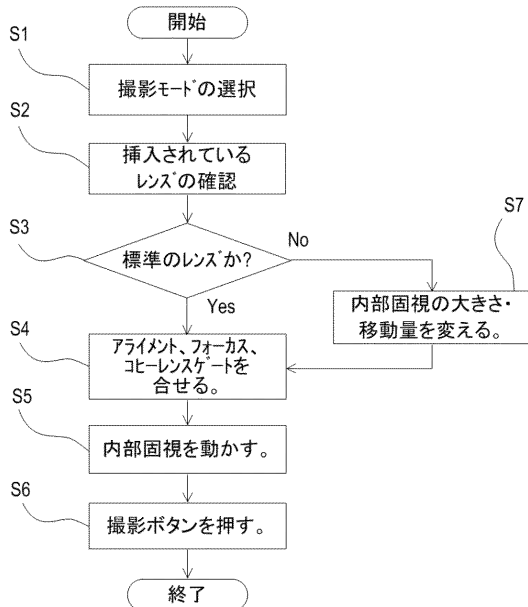 開始
S1
撮影モードの選択
S2
挿入されている
レンズの確認
S3
標準のレンズか?
No
S7
Yes
内部固視の大きさ・
移動量を変える。
S4
アライメント、フォーカス、
コヒーレンスゲートを
合せる。
S5
内部固視を動かす。
S6
撮影ボタンを押す。
終了